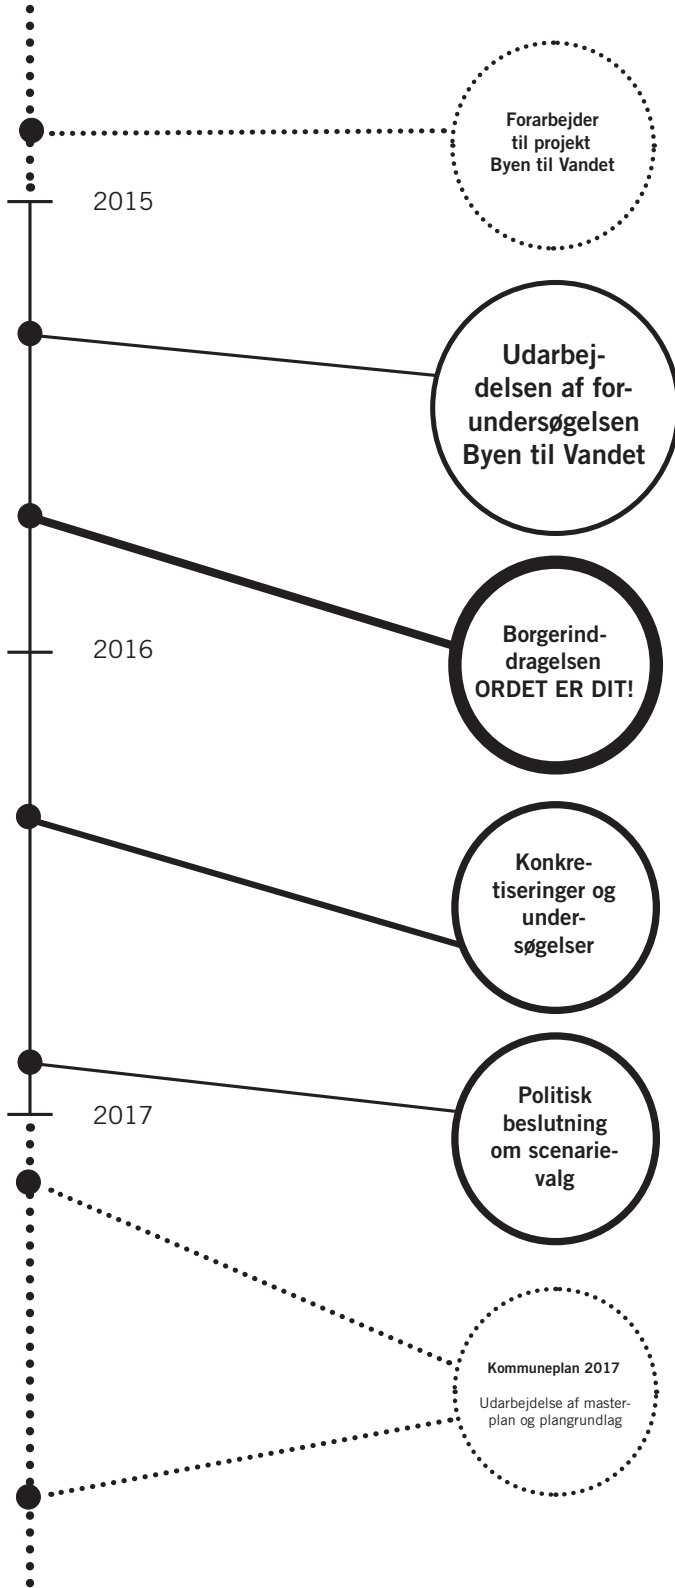 Forarbejder
til projekt
Byen til Vandet
2015
Udarbej-
delsen af for-
undersøgelsen
Byen til Vandet
Borgerind-
dragelsen
ORDET ER DIT!
2016
Konkre-
tiseringer og
under-
søgelser
Politisk
beslutning
om scenarie-
valg
2017
Kommuneplan 2017
Udarbejdelse af master-
plan og plangrundlag